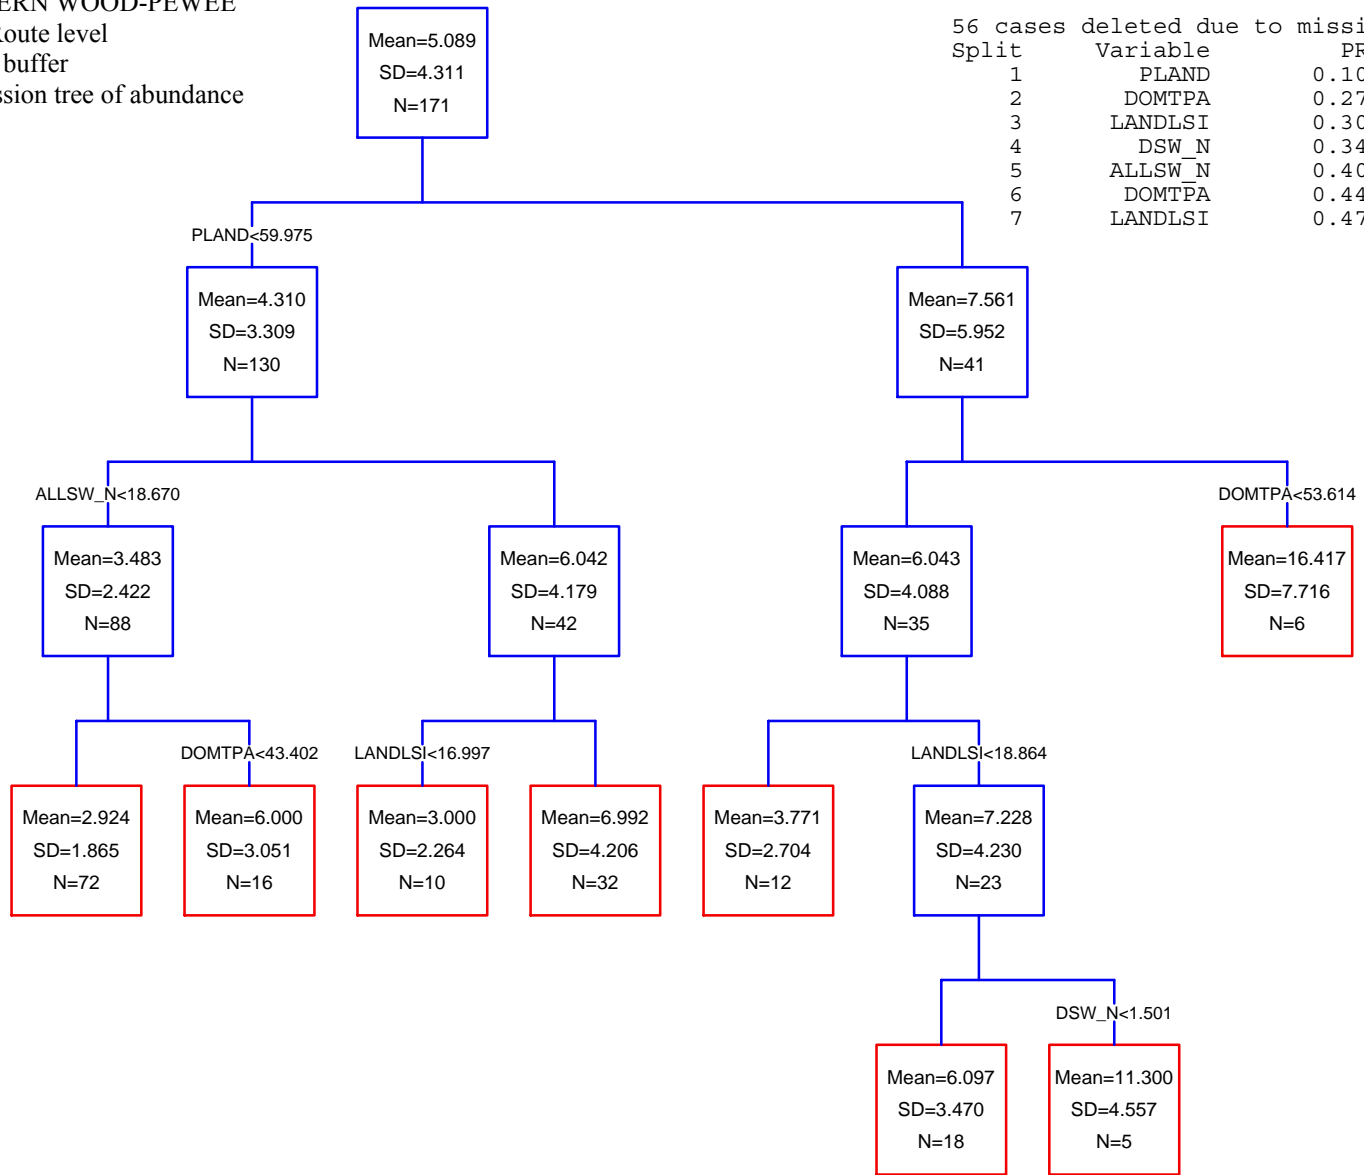 ERN WOOD-PEWEE
Route level
buffer
ssion tree of abundance
56 cases deleted due to missi
Split Variable PR
1 PLAND 0.10
2 DOMTPA 0.27
3 LANDLSI 0.30
4 DSW_N 0.34
5 ALLSW_N 0.40
6 DOMTPA 0.44
7 LANDLSI 0.47
Mean=5.089
SD=4.311
N=171
PLAND<59.975
Mean=4.310
SD=3.309
N=130
Mean=7.561
SD=5.952
N=41
ALLSW_N<18.670
DOMTPA<53.614
Mean=3.483
SD=2.422
N=88
Mean=6.042
SD=4.179
N=42
Mean=6.043
SD=4.088
N=35
Mean=16.417
SD=7.716
N=6
DOMTPA<43.402
LANDLSI<16.997
LANDLSI<18.864
Mean=2.924
SD=1.865
N=72
Mean=6.000
SD=3.051
N=16
Mean=3.000
SD=2.264
N=10
Mean=6.992
SD=4.206
N=32
Mean=3.771
SD=2.704
N=12
Mean=7.228
SD=4.230
N=23
DSW_N<1.501
Mean=6.097
SD=3.470
N=18
Mean=11.300
SD=4.557
N=5